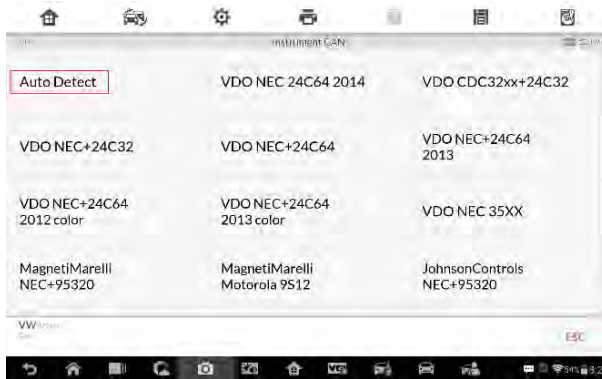 Instrument CAN
Auto Detect
VDO NEC 24C64 2014
VDO CDC32xx+24C32
VDO NEC+24C32
VDO NEC+24C64
VDO NEC+24C64
2013
VDO NEC+24C64
2012 color
VDO NEC+24C64
2013 color
VDO NEC 35XX
MagnetiMarelli
NEC+95320
MagnetiMarelli
Motorola 9S12
JohnsonControls
NEC+95320
VW
ESC